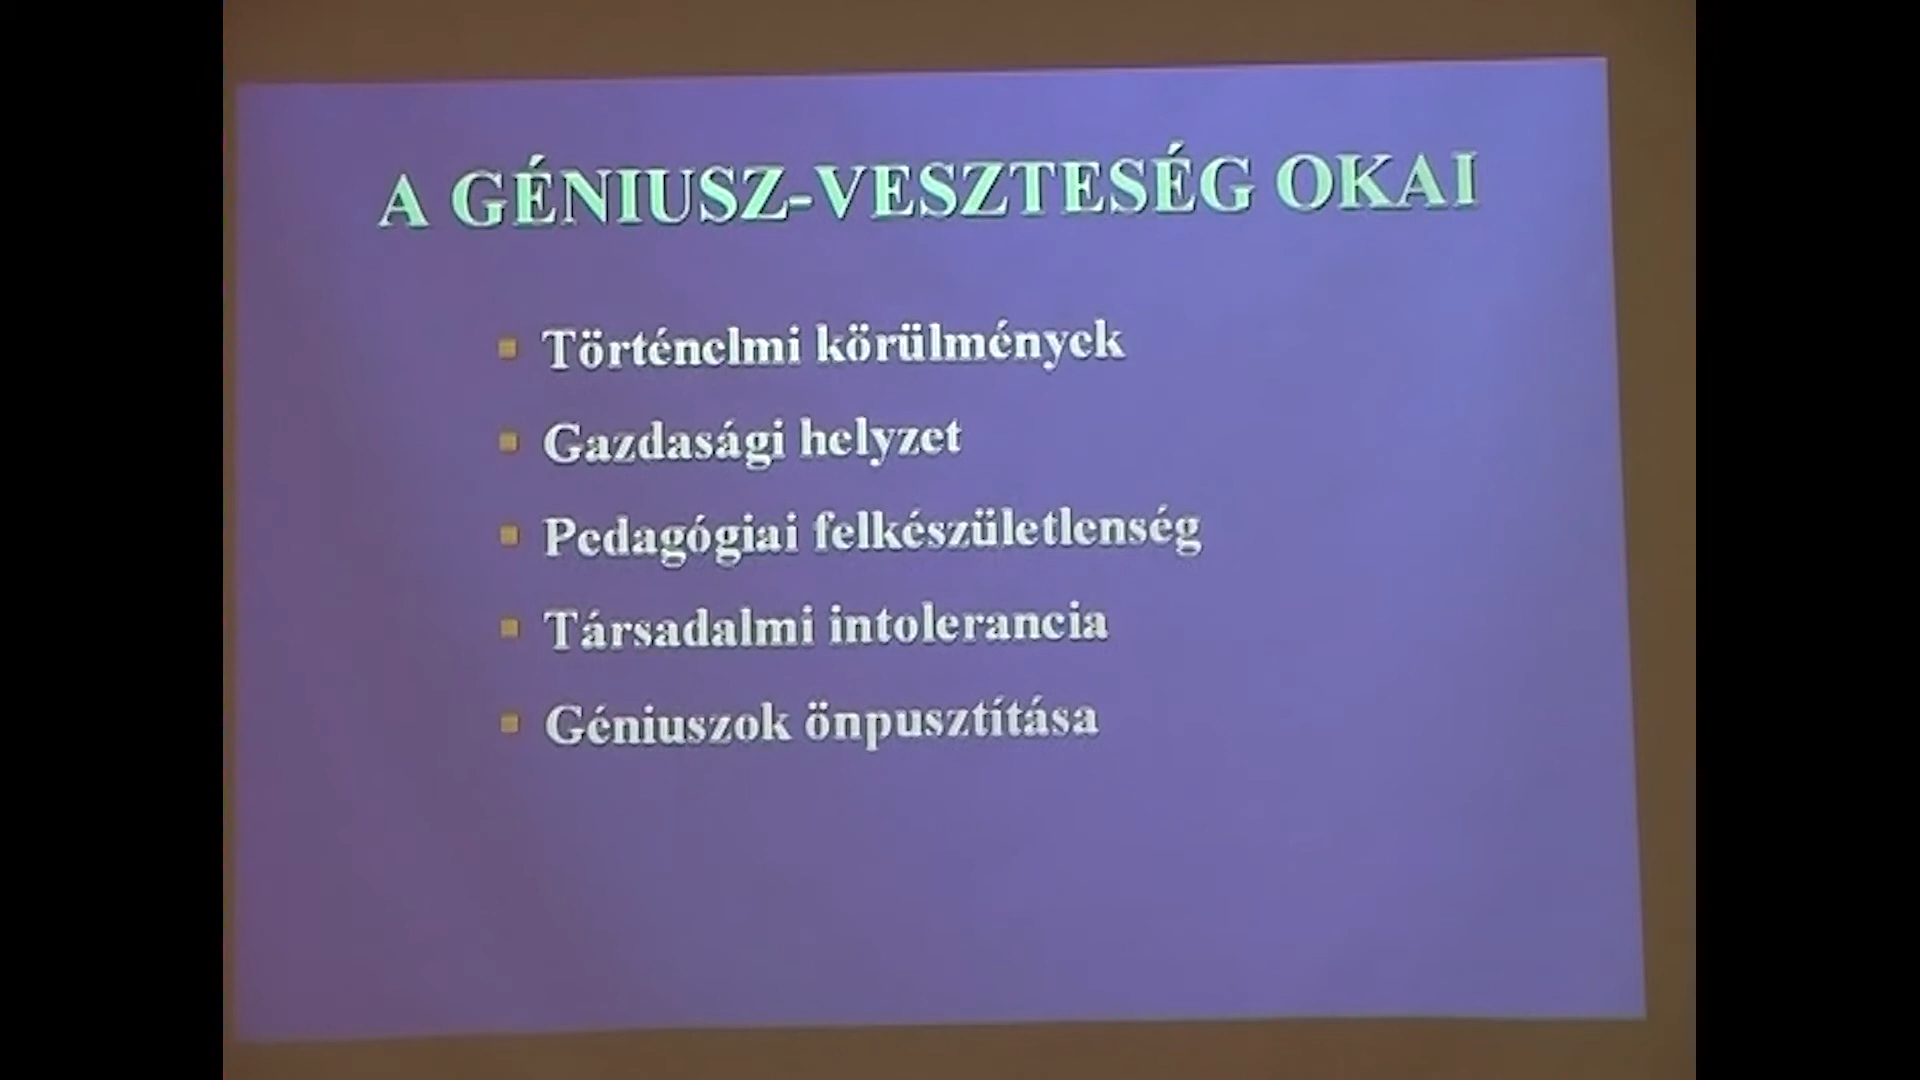 A GÉNIUSZ-VESZTESÉG OKAI
Történelmi körülmények
Gazdasági helyzet
Pedagógiai felkészületlenség
Társadalmi intolerancia
Géniuszok önpusztítása